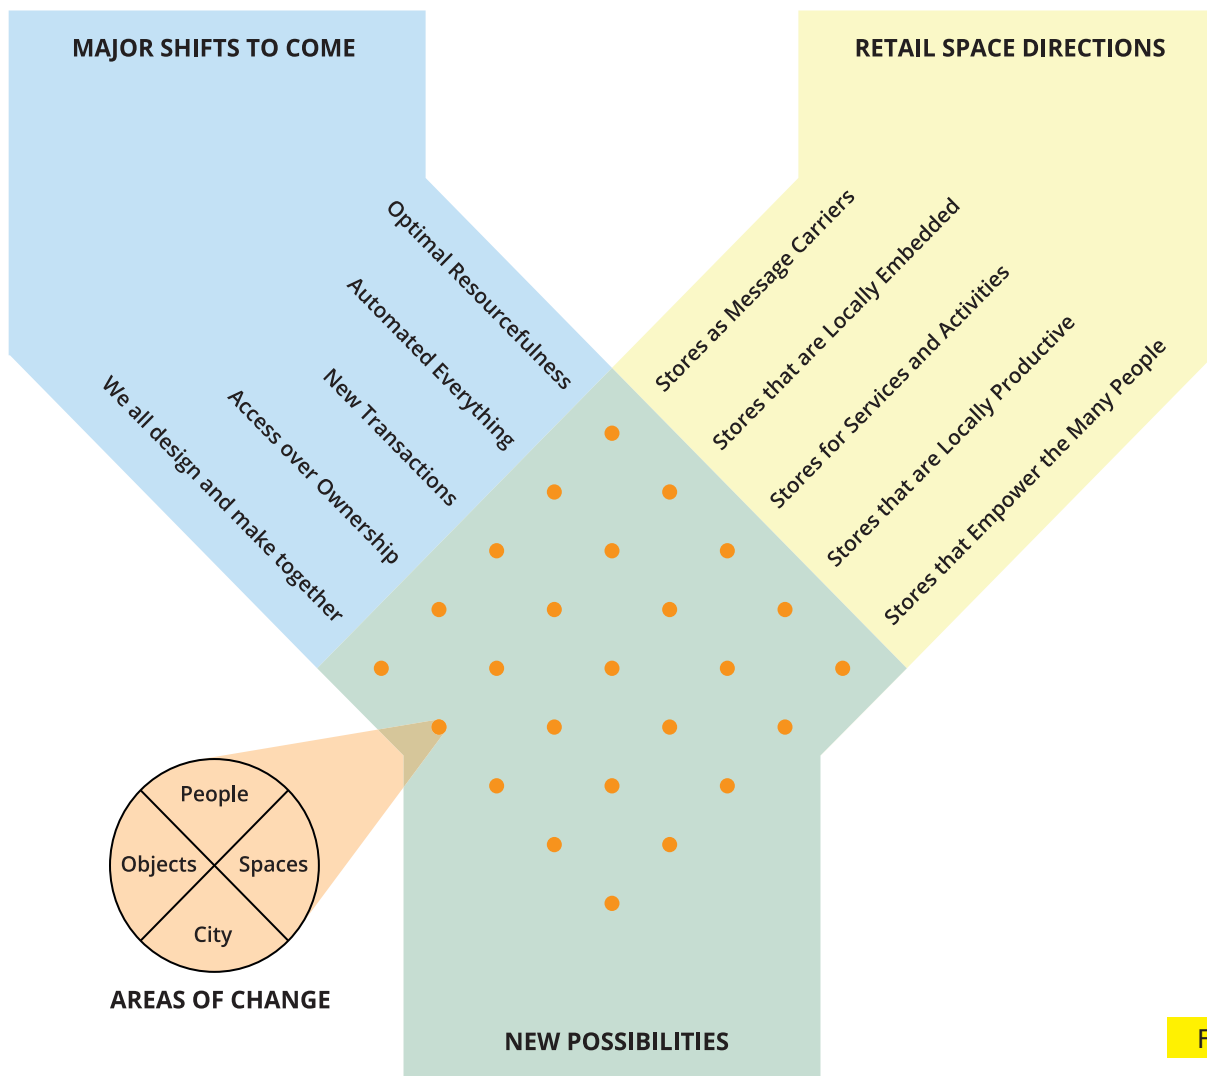 MAJOR SHIFTS TO COME
RETAIL SPACE DIRECTIONS
Optimal Resourcefulness
Automated Everything
New Transactions
Access over Ownership
We all design and make together
Stores as Message Carriers
Stores that are Locally Embedded
Stores for Services and Activities
Stores that are Locally Productive
Stores that Empower the Many People
People
Objects
Spaces
City
AREAS OF CHANGE
NEW POSSIBILITIES